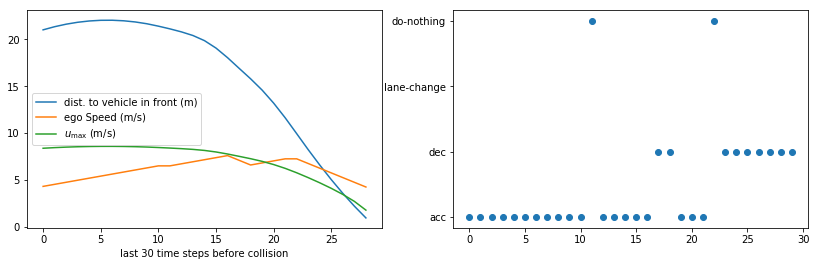 20
15
10
5
0
dist. to vehicle in front (m)
ego Speed (m/s)
u_max (m/s)
0 5 10 15 20 25
last 30 time steps before collision
do-nothing
lane-change
dec
acc
0 5 10 15 20 25 30